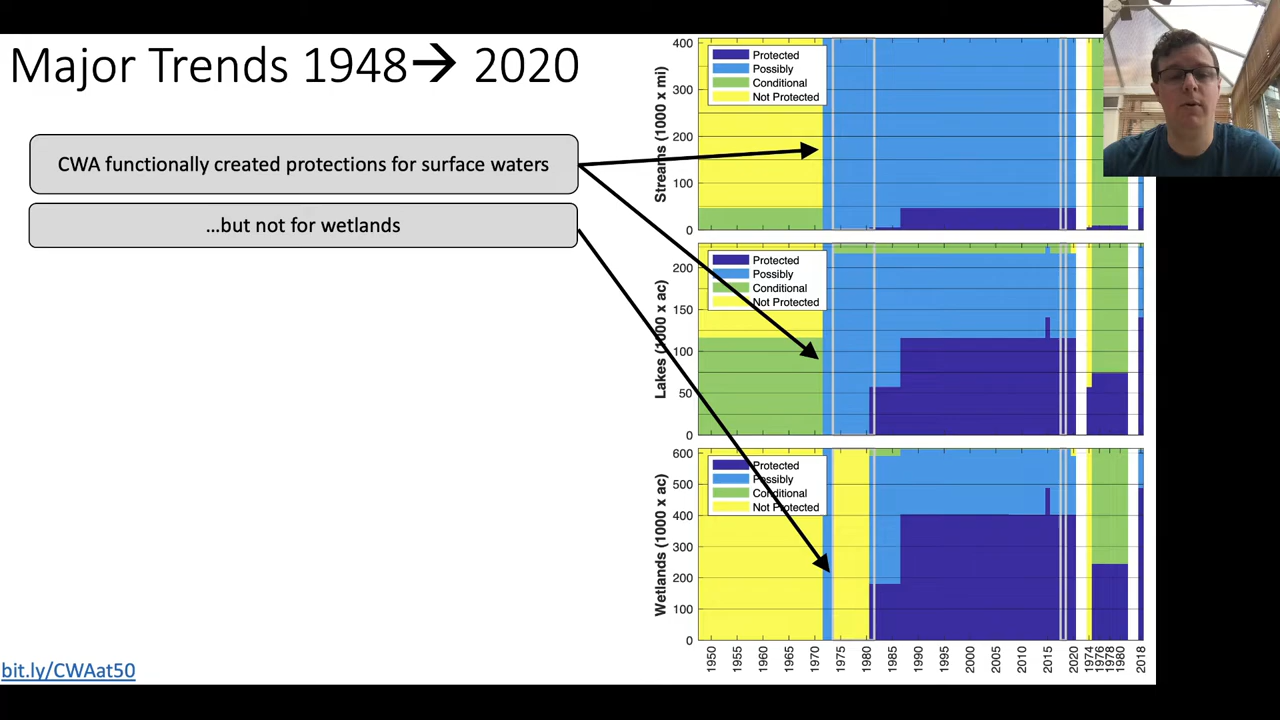 Major Trends 1948→ 2020
CWA functionally created protections for surface waters
...but not for wetlands
Streams (1000 x mi)
400
300
200
100
0
Protected
Possibly
Conditional
Not Protected
Lakes (1000 x ac)
200
150
100
50
0
Protected
Possibly
Conditional
Not Protected
Wetlands (1000 x ac)
600
500
400
300
200
100
0
Protected
Possibly
Conditional
Not Protected
1950 1955 1960 1965 1970 1975 1980 1985 1990 1995 2000 2005 2010 2015 2020 1974 1976 1978 1980 2018
bit.ly/CWAat50